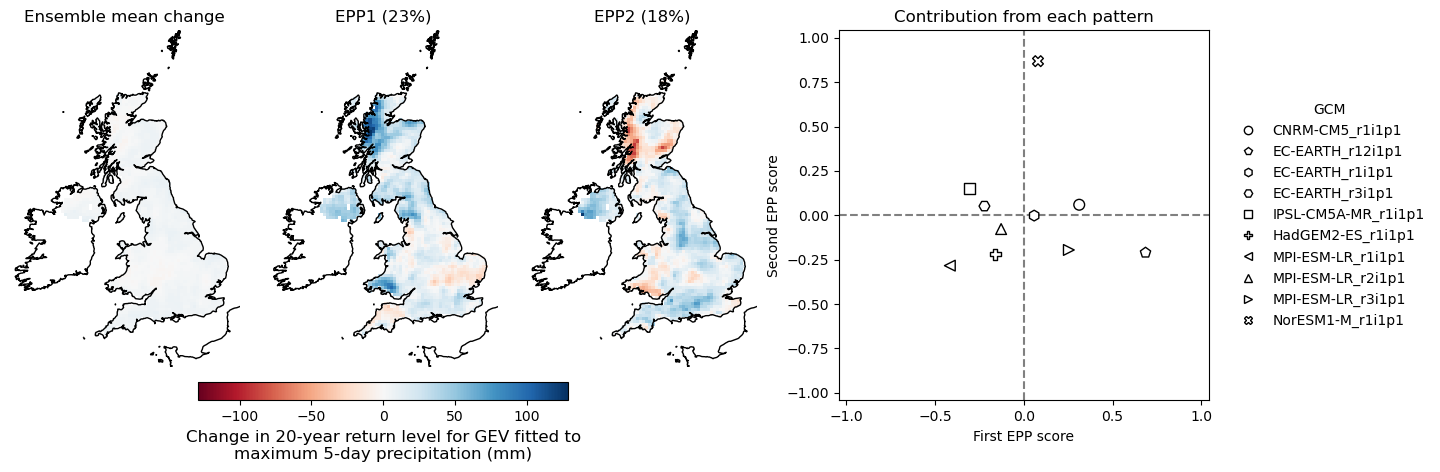 Ensemble mean change
EPP1 (23%)
EPP2 (18%)
−100
−50
0
50
100
Change in 20-year return level for GEV fitted to
maximum 5-day precipitation (mm)
Contribution from each pattern
Second EPP score
1.00
0.75
0.50
0.25
0.00
−0.25
−0.50
−0.75
−1.00
−1.0
−0.5
0.0
0.5
1.0
First EPP score
GCM
CNRM-CM5_r1i1p1
EC-EARTH_r12i1p1
EC-EARTH_r1i1p1
EC-EARTH_r3i1p1
IPSL-CM5A-MR_r1i1p1
HadGEM2-ES_r1i1p1
MPI-ESM-LR_r1i1p1
MPI-ESM-LR_r2i1p1
MPI-ESM-LR_r3i1p1
NorESM1-M_r1i1p1